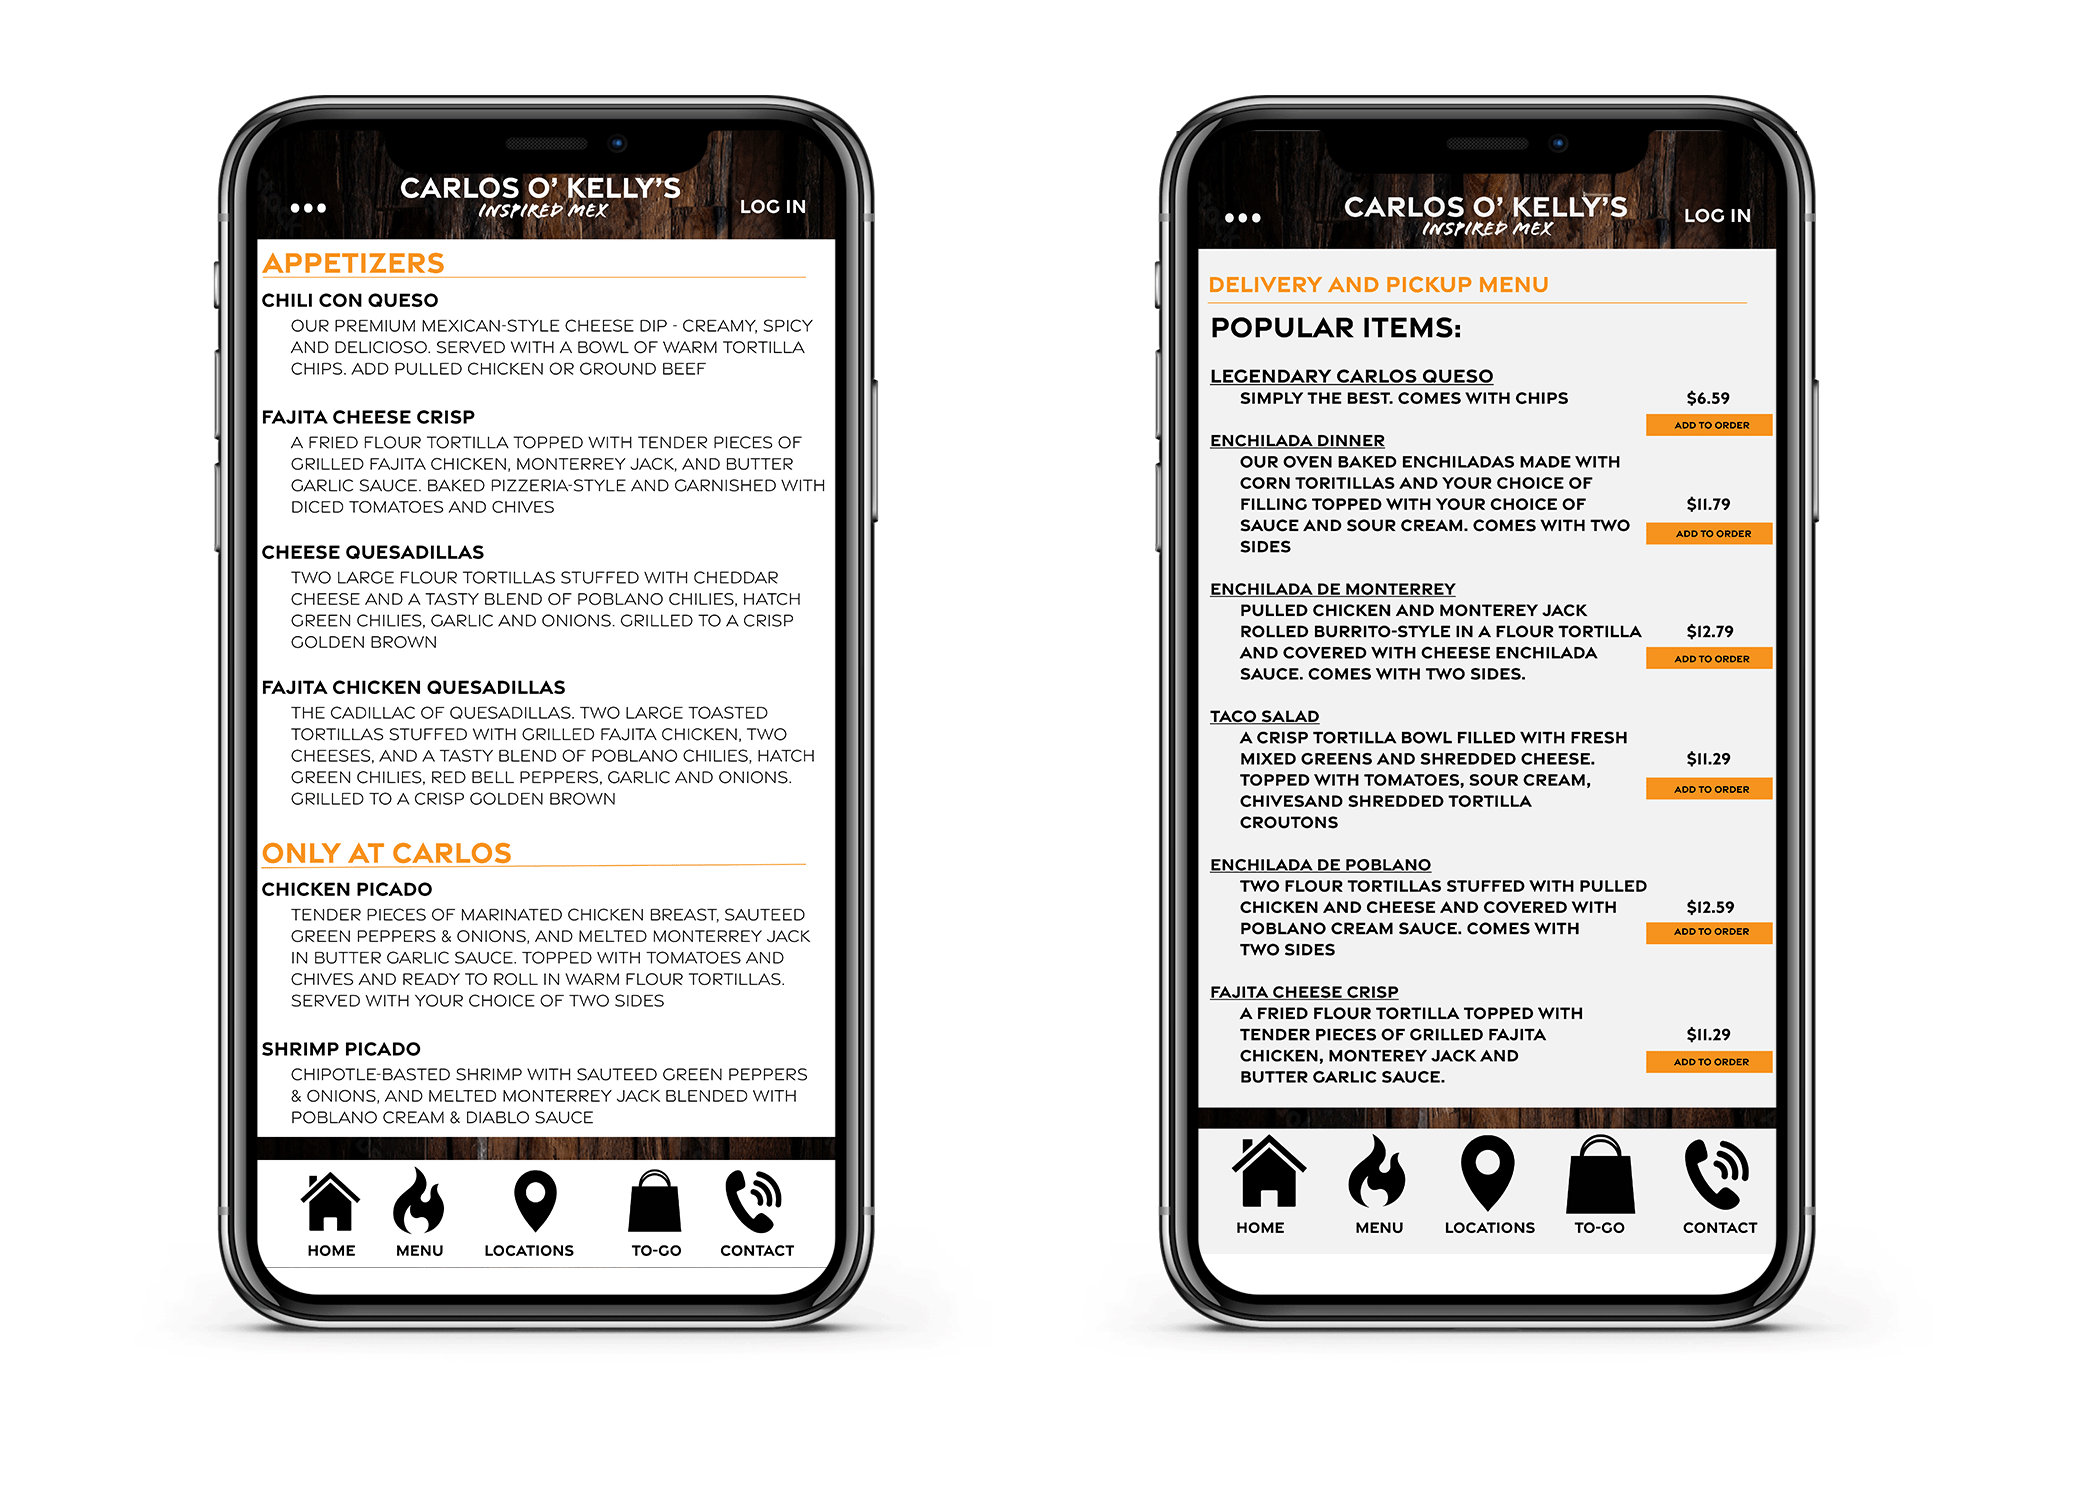 CARLOS O' KELLY'S
INSPIRED MEX
LOG IN
APPETIZERS
CHILI CON QUESO
OUR PREMIUM MEXICAN-STYLE CHEESE DIP - CREAMY, SPICY
AND DELICIOSO. SERVED WITH A BOWL OF WARM TORTILLA
CHIPS. ADD PULLED CHICKEN OR GROUND BEEF
FAJITA CHEESE CRISP
A FRIED FLOUR TORTILLA TOPPED WITH TENDER PIECES OF
GRILLED FAJITA CHICKEN, MONTERREY JACK, AND BUTTER
GARLIC SAUCE. BAKED PIZZERIA-STYLE AND GARNISHED WITH
DICED TOMATOES AND CHIVES
CHEESE QUESADILLAS
TWO LARGE FLOUR TORTILLAS STUFFED WITH CHEDDAR
CHEESE AND A TASTY BLEND OF POBLANO CHILIES, HATCH
GREEN CHILIES, GARLIC AND ONIONS. GRILLED TO A CRISP
GOLDEN BROWN
FAJITA CHICKEN QUESADILLAS
THE CADILLAC OF QUESADILLAS. TWO LARGE TOASTED
TORTILLAS STUFFED WITH GRILLED FAJITA CHICKEN, TWO
CHEESES, AND A TASTY BLEND OF POBLANO CHILIES, HATCH
GREEN CHILIES, RED BELL PEPPERS, GARLIC AND ONIONS.
GRILLED TO A CRISP GOLDEN BROWN
ONLY AT CARLOS
CHICKEN PICADO
TENDER PIECES OF MARINATED CHICKEN BREAST, SAUTEED
GREEN PEPPERS & ONIONS, AND MELTED MONTERREY JACK
IN BUTTER GARLIC SAUCE. TOPPED WITH TOMATOES AND
CHIVES AND READY TO ROLL IN WARM FLOUR TORTILLAS.
SERVED WITH YOUR CHOICE OF TWO SIDES
SHRIMP PICADO
CHIPOTLE-BASTED SHRIMP WITH SAUTEED GREEN PEPPERS
& ONIONS, AND MELTED MONTERREY JACK BLENDED WITH
POBLANO CREAM & DIABLO SAUCE
HOME MENU LOCATIONS TO-GO CONTACT
CARLOS O' KELLY'S
INSPIRED MEX
LOG IN
DELIVERY AND PICKUP MENU
POPULAR ITEMS:
LEGENDARY CARLOS QUESO
SIMPLY THE BEST. COMES WITH CHIPS
$6.59
ADD TO ORDER
ENCHILADA DINNER
OUR OVEN BAKED ENCHILADAS MADE WITH
CORN TORITILLAS AND YOUR CHOICE OF
FILLING TOPPED WITH YOUR CHOICE OF
SAUCE AND SOUR CREAM. COMES WITH TWO
SIDES
$11.79
ADD TO ORDER
ENCHILADA DE MONTERREY
PULLED CHICKEN AND MONTEREY JACK
ROLLED BURRITO-STYLE IN A FLOUR TORTILLA
AND COVERED WITH CHEESE ENCHILADA
SAUCE. COMES WITH TWO SIDES.
$12.79
ADD TO ORDER
TACO SALAD
A CRISP TORTILLA BOWL FILLED WITH FRESH
MIXED GREENS AND SHREDDED CHEESE.
TOPPED WITH TOMATOES, SOUR CREAM,
CHIVESAND SHREDDED TORTILLA
CROUTONS
$11.29
ADD TO ORDER
ENCHILADA DE POBLANO
TWO FLOUR TORTILLAS STUFFED WITH PULLED
CHICKEN AND CHEESE AND COVERED WITH
POBLANO CREAM SAUCE. COMES WITH
TWO SIDES
$12.59
ADD TO ORDER
FAJITA CHEESE CRISP
A FRIED FLOUR TORTILLA TOPPED WITH
TENDER PIECES OF GRILLED FAJITA
CHICKEN, MONTEREY JACK AND
BUTTER GARLIC SAUCE.
$11.29
ADD TO ORDER
HOME MENU LOCATIONS TO-GO CONTACT